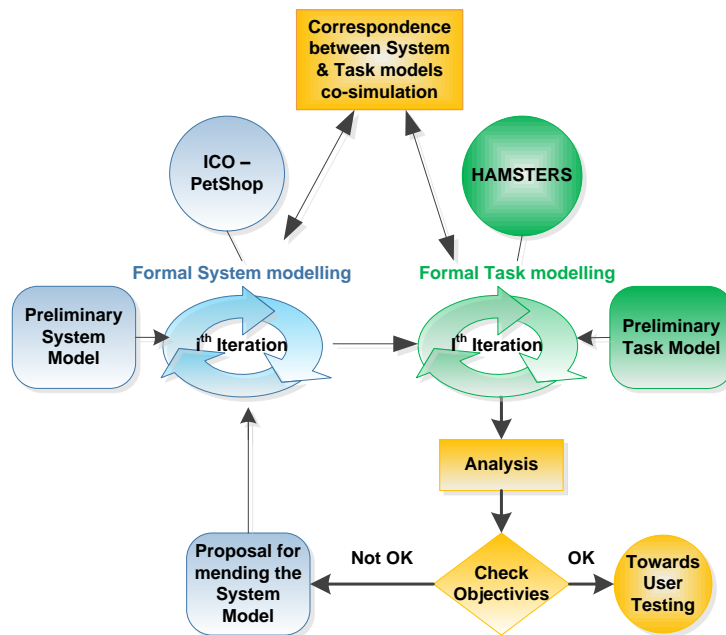 Correspondence
between System
& Task models
co-simulation
ICO –
PetShop
HAMSTERS
Formal System modelling
Formal Task modelling
Preliminary
System
Model
ith Iteration
Ith Iteration
Preliminary
Task Model
Analysis
Proposal for
mending the
System
Model
Not OK
Check
Objectivies
OK
Towards
User
Testing